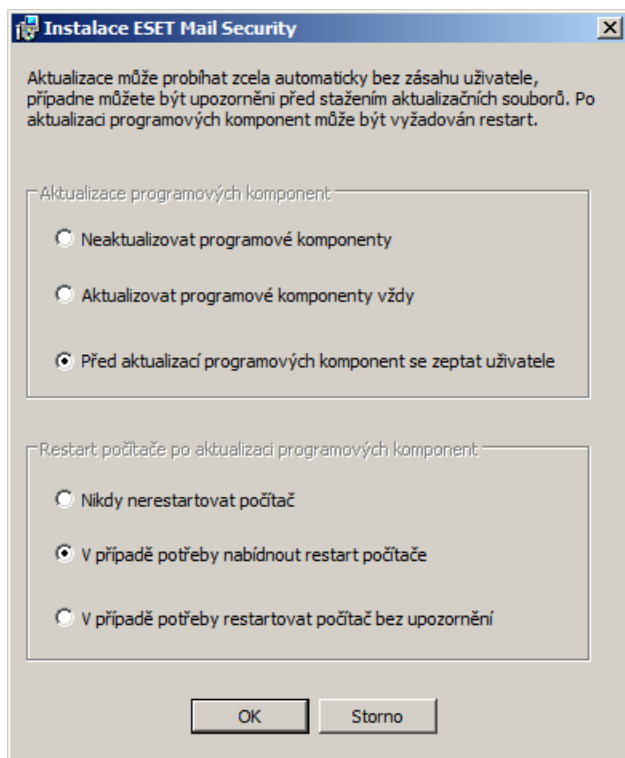 Instalace ESET Mail Security
Aktualizace může probíhat zcela automaticky bez zásahu uživatele,
případne můžete být upozorněni před stažením aktualizačních souborů. Po
aktualizaci programových komponent může být vyžadován restart.
Aktualizace programových komponent
Neaktualizovat programové komponenty
Aktualizovat programové komponenty vždy
Před aktualizací programových komponent se zeptat uživatele
Restart počítače po aktualizaci programových komponent
Nikdy nerestartovat počítač
V případě potřeby nabídnout restart počítače
V případě potřeby restartovat počítač bez upozornění
OK Storno